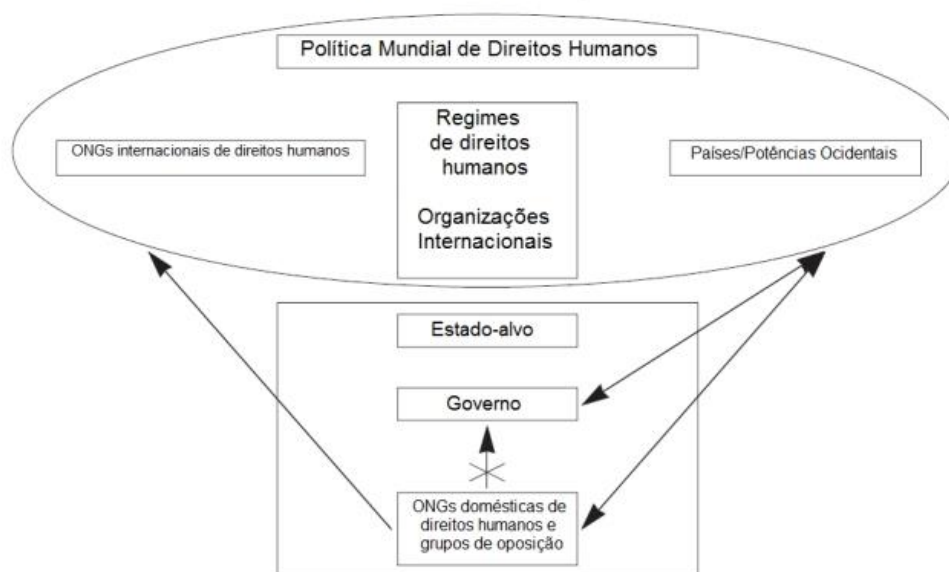 Política Mundial de Direitos Humanos
ONGs internacionais de direitos humanos
Regimes
de direitos
humanos
Organizações
Internacionais
Países/Potências Ocidentais
Estado-alvo
Governo
ONGs domésticas de
direitos humanos e
grupos de oposição